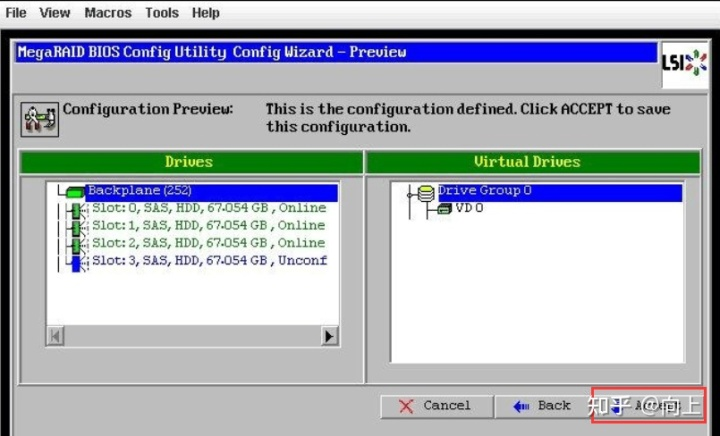 File View Macros Tools Help
MegaRAID BIOS Config Utility Config Wizard - Preview
LSI
Configuration Preview: This is the configuration defined. Click ACCEPT to save
this configuration.
Drives
Backplane (252)
Slot: 0, SAS, HDD, 67.054 GB, Online
Slot: 1, SAS, HDD, 67.054 GB, Online
Slot: 2, SAS, HDD, 67.054 GB, Online
Slot: 3, SAS, HDD, 67.054 GB, Unconf
Virtual Drives
Drive Group 0
VD 0
Cancel Back Accept
知乎 @向上